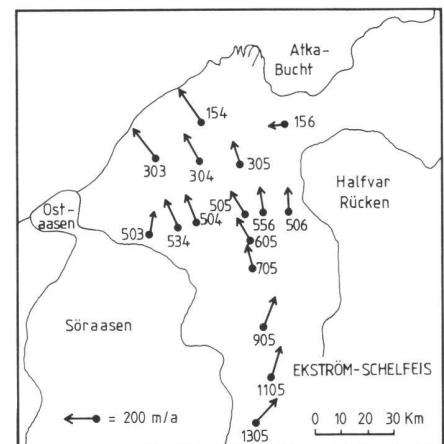 Atka-
Bucht
154
156
303
304
305
Halfvar
Rücken
Ost-
aasen
503
534
504
505
556
506
605
705
Söraasen
905
EKSTRÖM-SCHELFEIS
1105
= 200 m/a
1305
0 10 20 30 Km